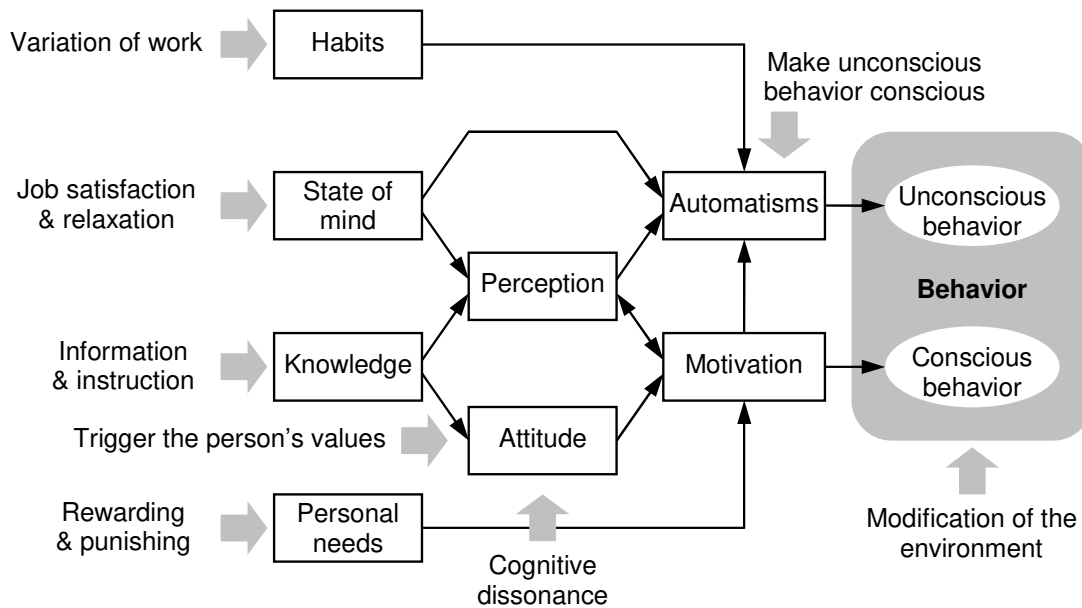 Variation of work
Habits
Make unconscious
behavior conscious
Job satisfaction
& relaxation
State of
mind
Automatisms
Unconscious
behavior
Perception
Behavior
Information
& instruction
Knowledge
Motivation
Conscious
behavior
Trigger the person's values
Attitude
Rewarding
& punishing
Personal
needs
Cognitive
dissonance
Modification of the
environment